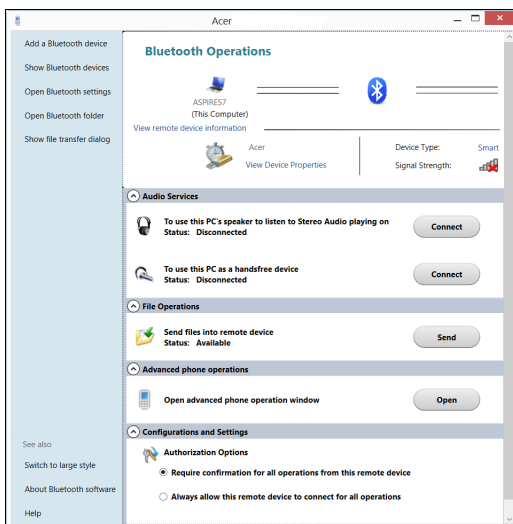 Acer
Add a Bluetooth device
Show Bluetooth devices
Open Bluetooth settings
Open Bluetooth folder
Show file transfer dialog
Bluetooth Operations
ASPIRES7
(This Computer)
View remote device information
Acer
View Device Properties
Device Type: Smart
Signal Strength:
Audio Services
To use this PC's speaker to listen to Stereo Audio playing on
Status: Disconnected
Connect
To use this PC as a handsfree device
Status: Disconnected
Connect
File Operations
Send files into remote device
Status: Available
Send
Advanced phone operations
Open advanced phone operation window
Open
Configurations and Settings
Authorization Options
Require confirmation for all operations from this remote device
Always allow this remote device to connect for all operations
See also
Switch to large style
About Bluetooth software
Help